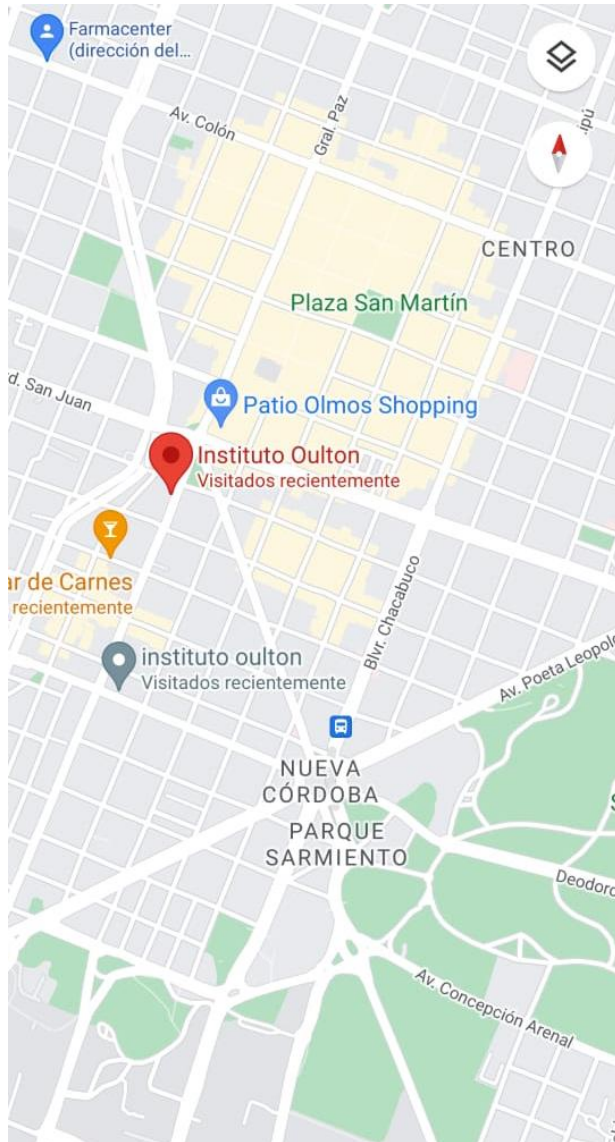 Farmacenter
(dirección del...
Av. Colón
Gral. Paz
ipú
CENTRO
Plaza San Martín
d. San Juan
Patio Olmos Shopping
Instituto Oulton
Visitados recientemente
ar de Carnes
recientemente
Blvr. Chacabuco
instituto oulton
Visitados recientemente
Av. Poeta Leopol
NUEVA
CÓRDOBA
PARQUE
SARMIENTO
S
Deodoro
Av. Concepción Arenal